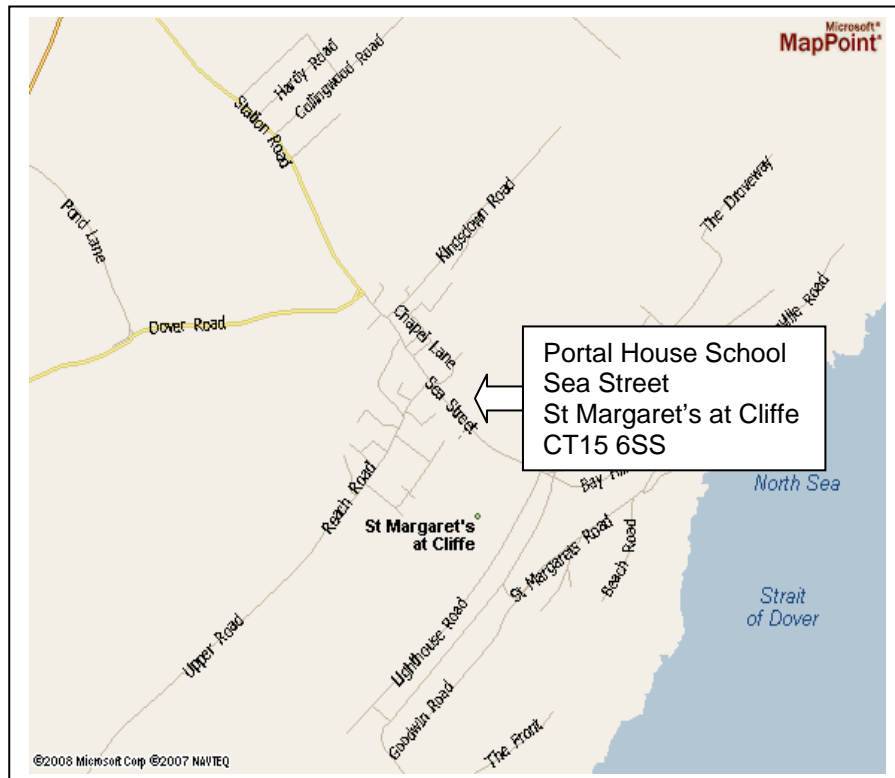 Microsoft®
MapPoint®
Hardy Road
Collingwood Road
Station Road
Pond Lane
Kingsdown Road
The Droveway
Dover Road
Chapel Lane
Portal House School
Sea Street
St Margaret's at Cliffe
CT15 6SS
Sea Street
North Sea
Reach Road
St Margaret's
at Cliffe
St Margarets Road
Beach Road
Strait
of Dover
Upper Road
Lighthouse Road
Goodwin Road
The Front
©2008 Microsoft Corp ©2007 NAVTEQ